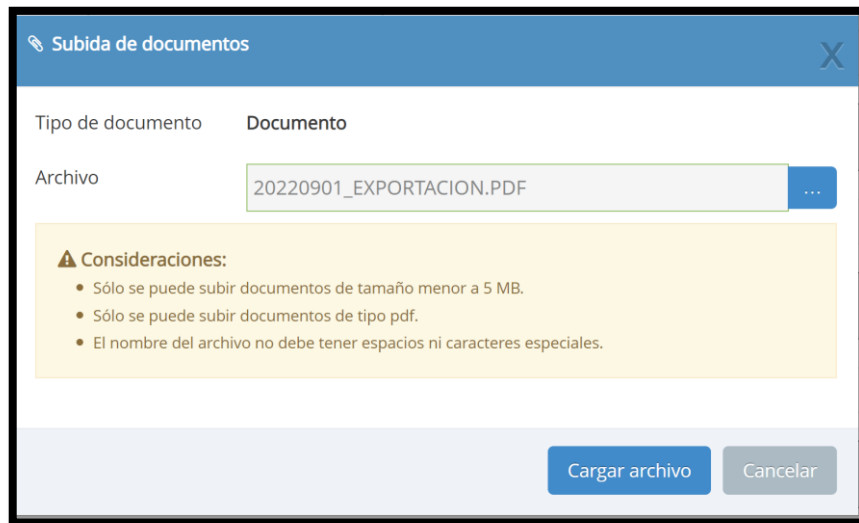 Subida de documentos
X
Tipo de documento Documento
Archivo 20220901_EXPORTACION.PDF ...
Consideraciones:
• Sólo se puede subir documentos de tamaño menor a 5 MB.
• Sólo se puede subir documentos de tipo pdf.
• El nombre del archivo no debe tener espacios ni caracteres especiales.
Cargar archivo Cancelar